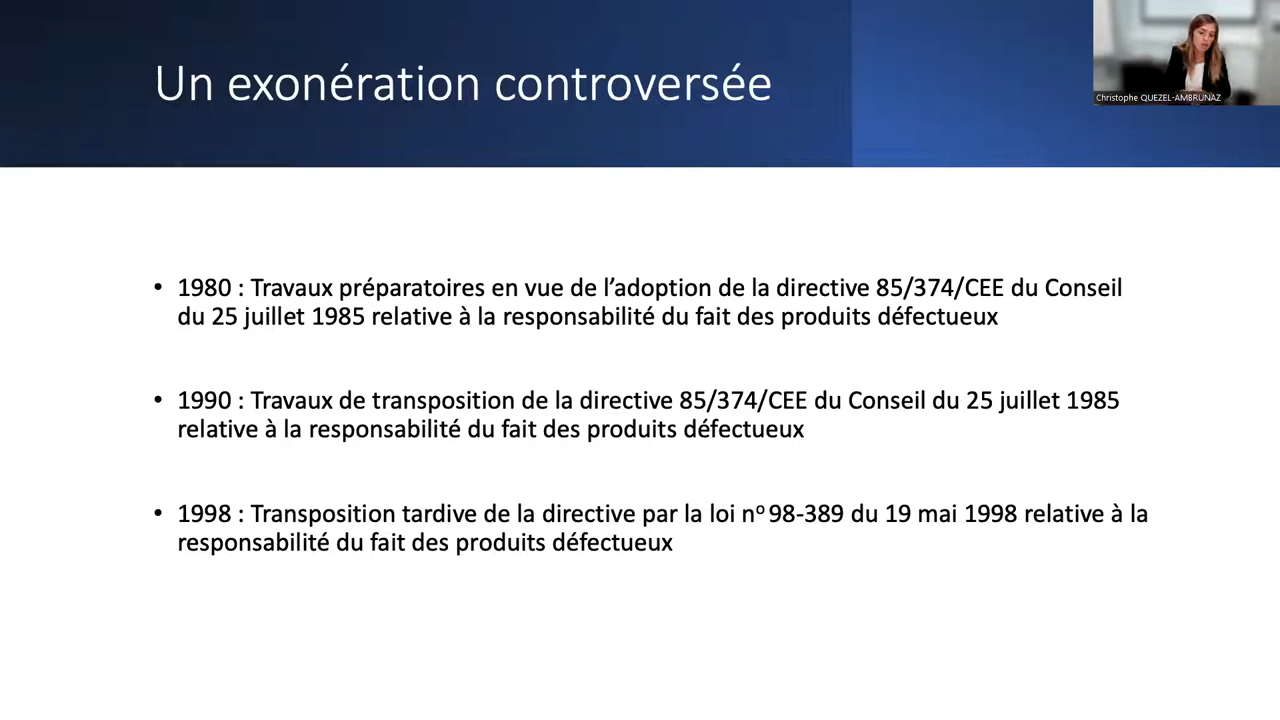 Un exonération controversée
Christophe QUEZEL-AMBRUNAZ
• 1980 : Travaux préparatoires en vue de l’adoption de la directive 85/374/CEE du Conseil
du 25 juillet 1985 relative à la responsabilité du fait des produits défectueux
• 1990 : Travaux de transposition de la directive 85/374/CEE du Conseil du 25 juillet 1985
relative à la responsabilité du fait des produits défectueux
• 1998 : Transposition tardive de la directive par la loi nº 98-389 du 19 mai 1998 relative à la
responsabilité du fait des produits défectueux